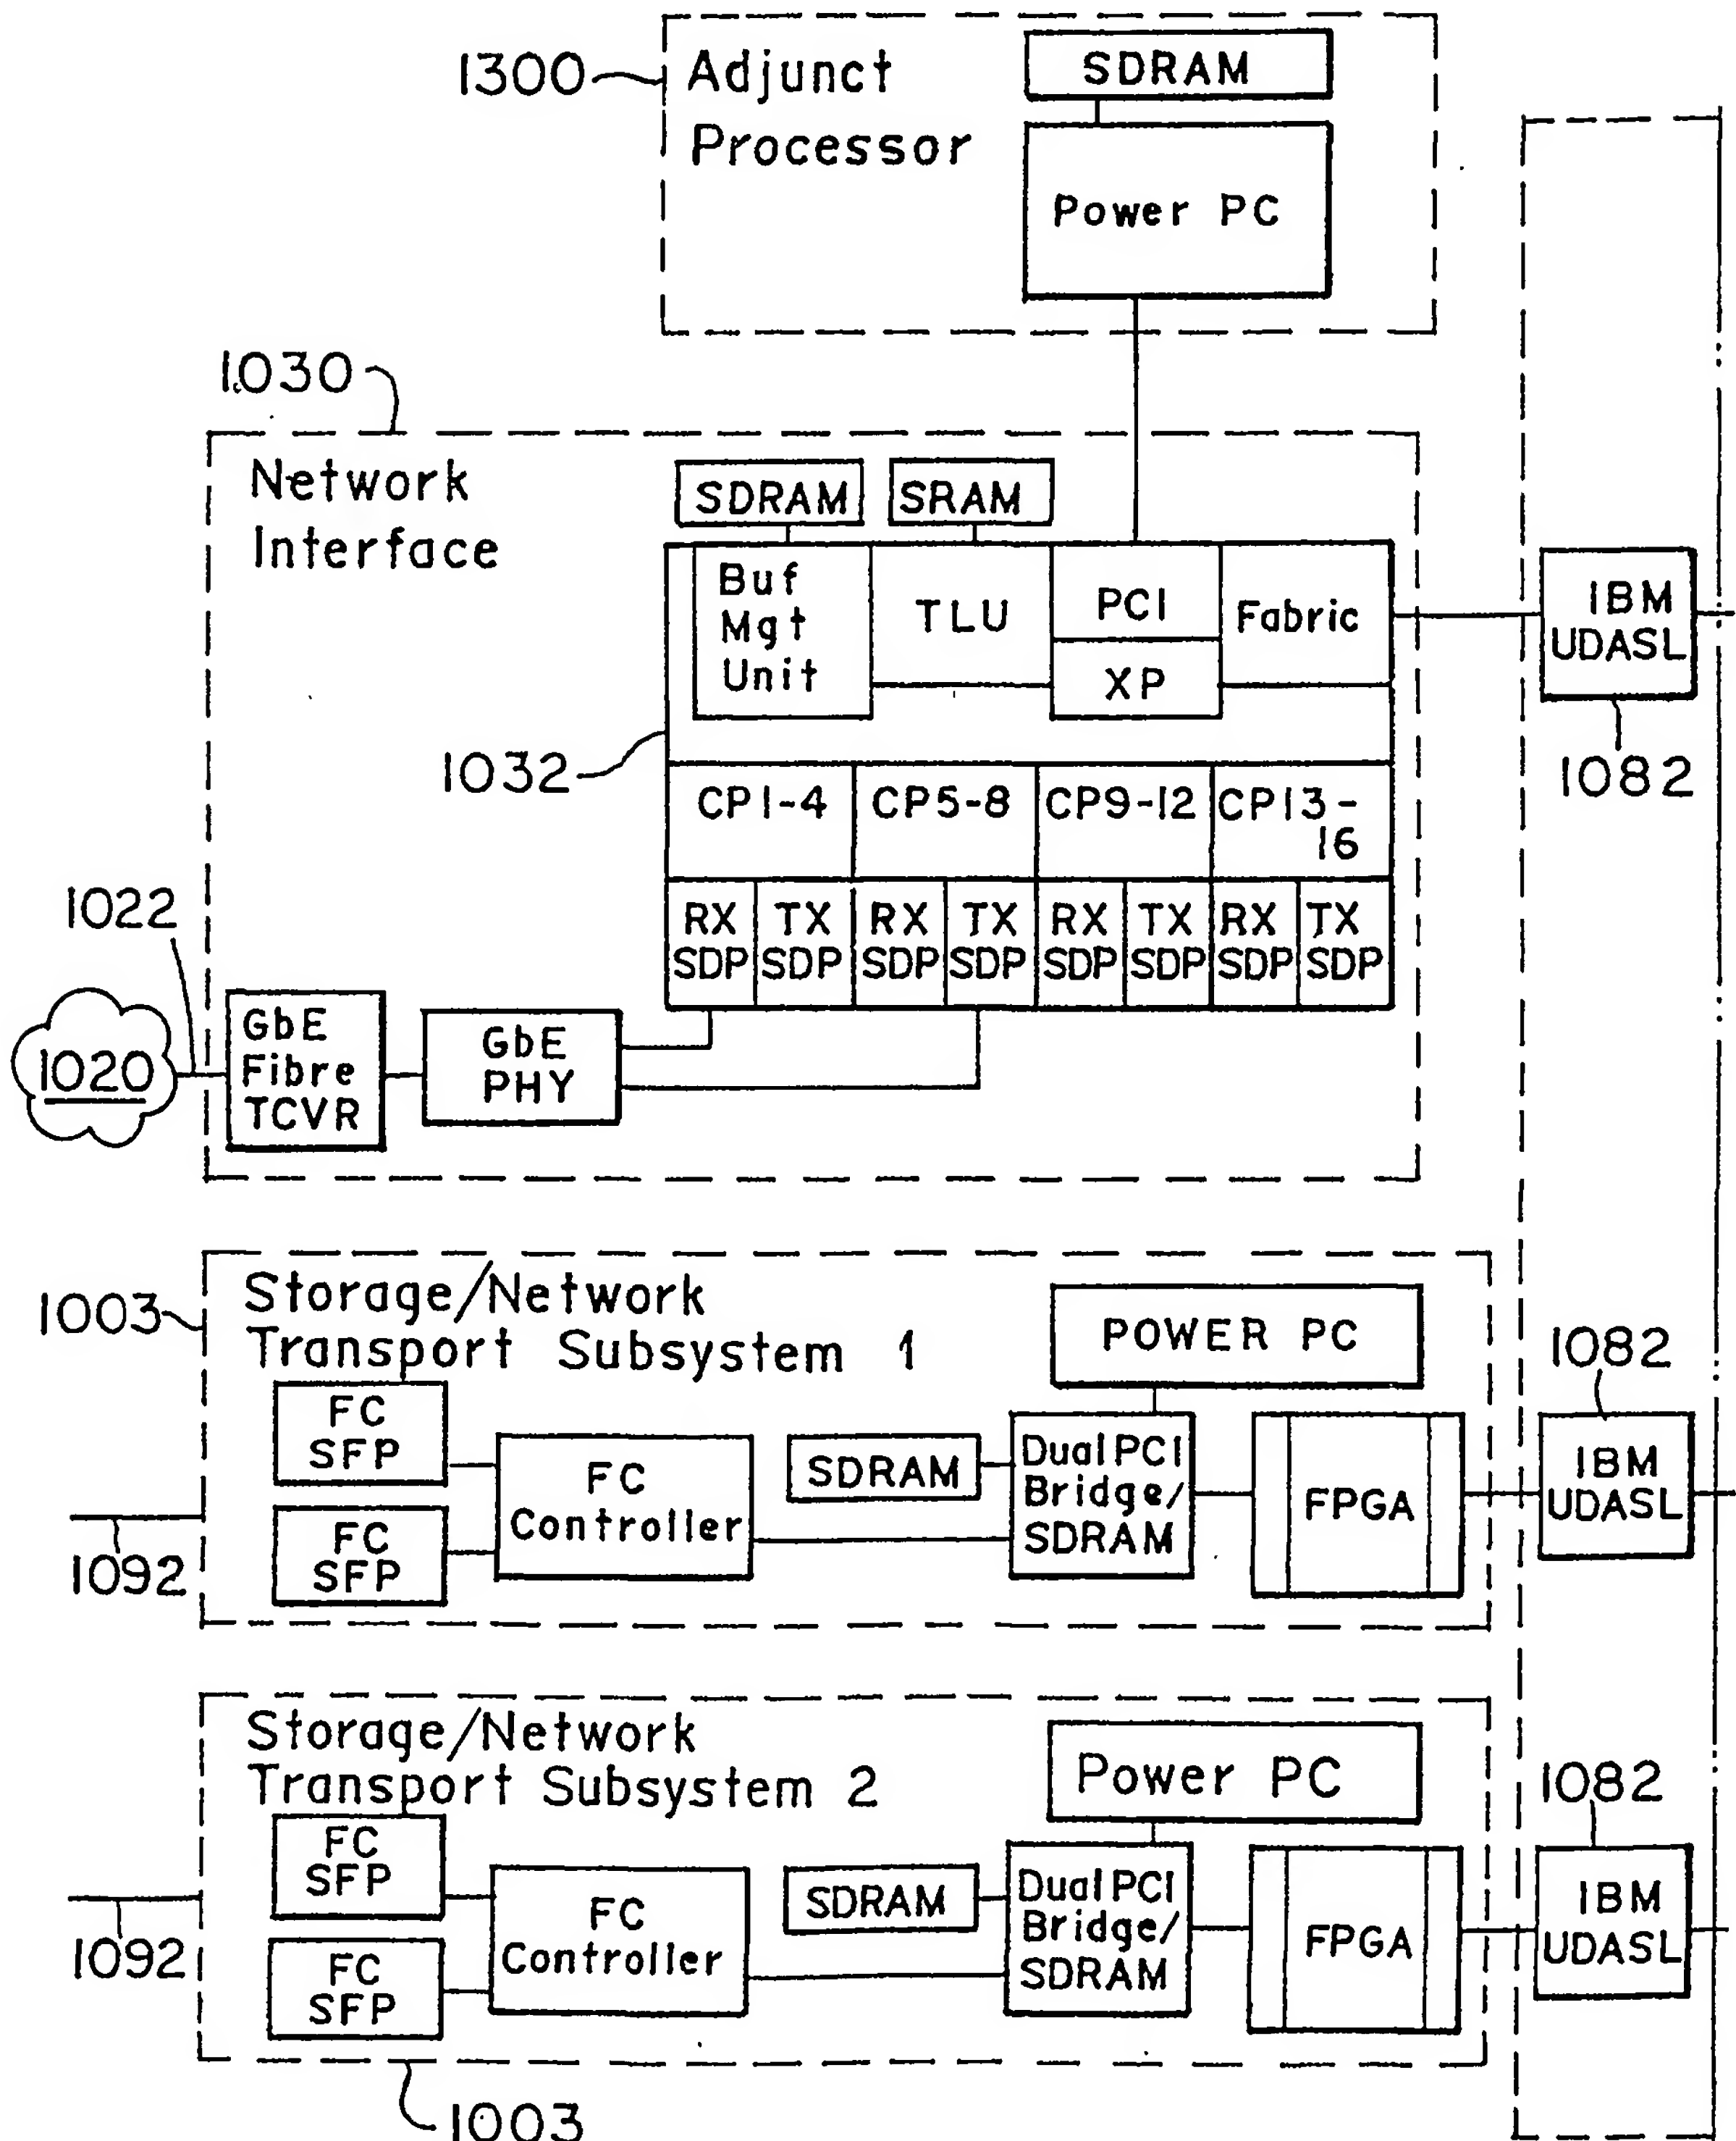 1300
Adjunct
Processor
SDRAM
Power PC
1030
Network
Interface
SDRAM
SRAM
Buf
Mgt
Unit
TLU
PCI
XP
Fabric
IBM
UDASL
1082
1032
CP1-4
CP5-8
CP9-12
CP13-
16
RX
SDP
TX
SDP
RX
SDP
TX
SDP
RX
SDP
TX
SDP
RX
SDP
TX
SDP
1022
1020
GbE
Fibre
TCVR
GbE
PHY
1003
Storage/Network
Transport Subsystem 1
POWER PC
1082
FC
SFP
FC
SFP
FC
Controller
SDRAM
Dual PCI
Bridge/
SDRAM
FPGA
IBM
UDASL
1092
Storage/Network
Transport Subsystem 2
Power PC
1082
FC
SFP
FC
SFP
FC
Controller
SDRAM
Dual PCI
Bridge/
SDRAM
FPGA
IBM
UDASL
1092
1003